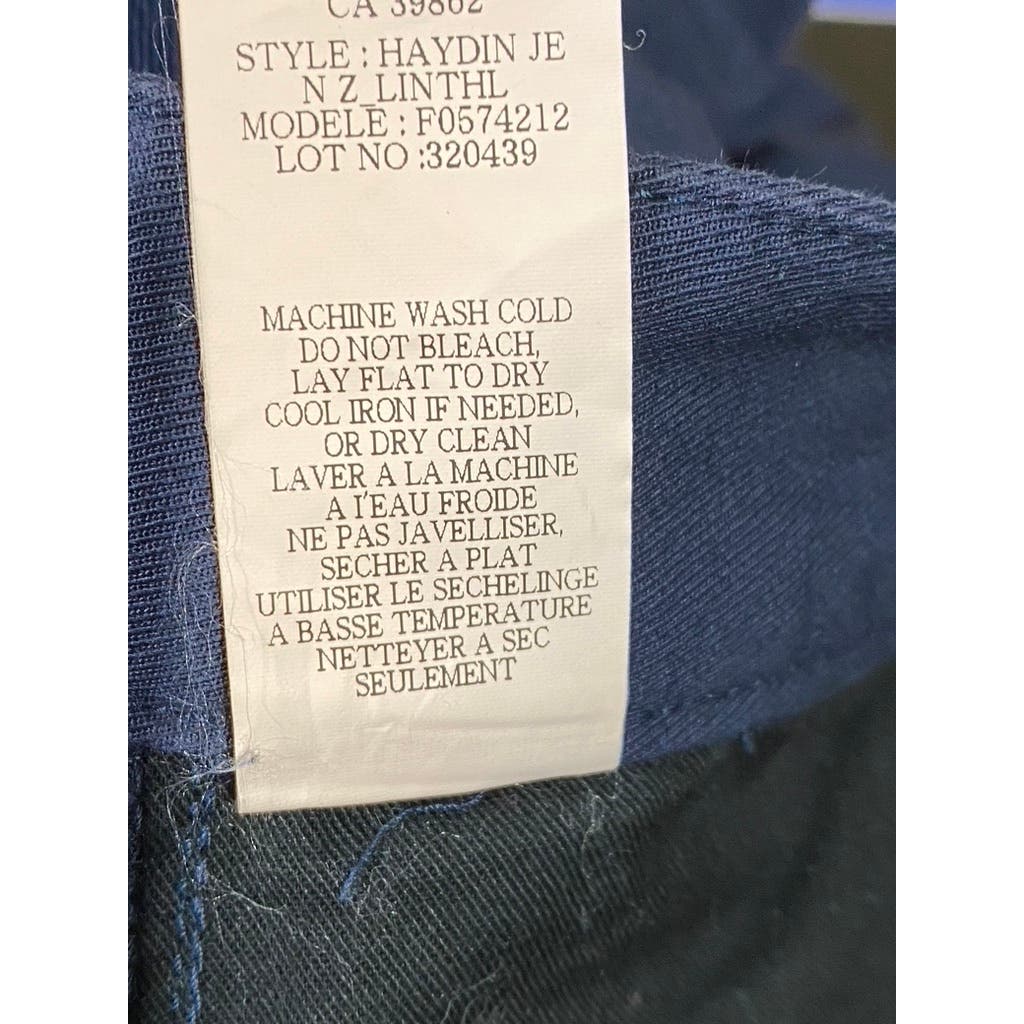 CA 39862
STYLE : HAYDIN JE
N Z_LINTHL
MODELE : F0574212
LOT NO :320439
MACHINE WASH COLD
DO NOT BLEACH,
LAY FLAT TO DRY
COOL IRON IF NEEDED,
OR DRY CLEAN
LAVER A LA MACHINE
A I'EAU FROIDE
NE PAS JAVELLISER,
SECHER A PLAT
UTILISER LE SECHELINGE
A BASSE TEMPERATURE
NETTEYER A SEC
SEULEMENT